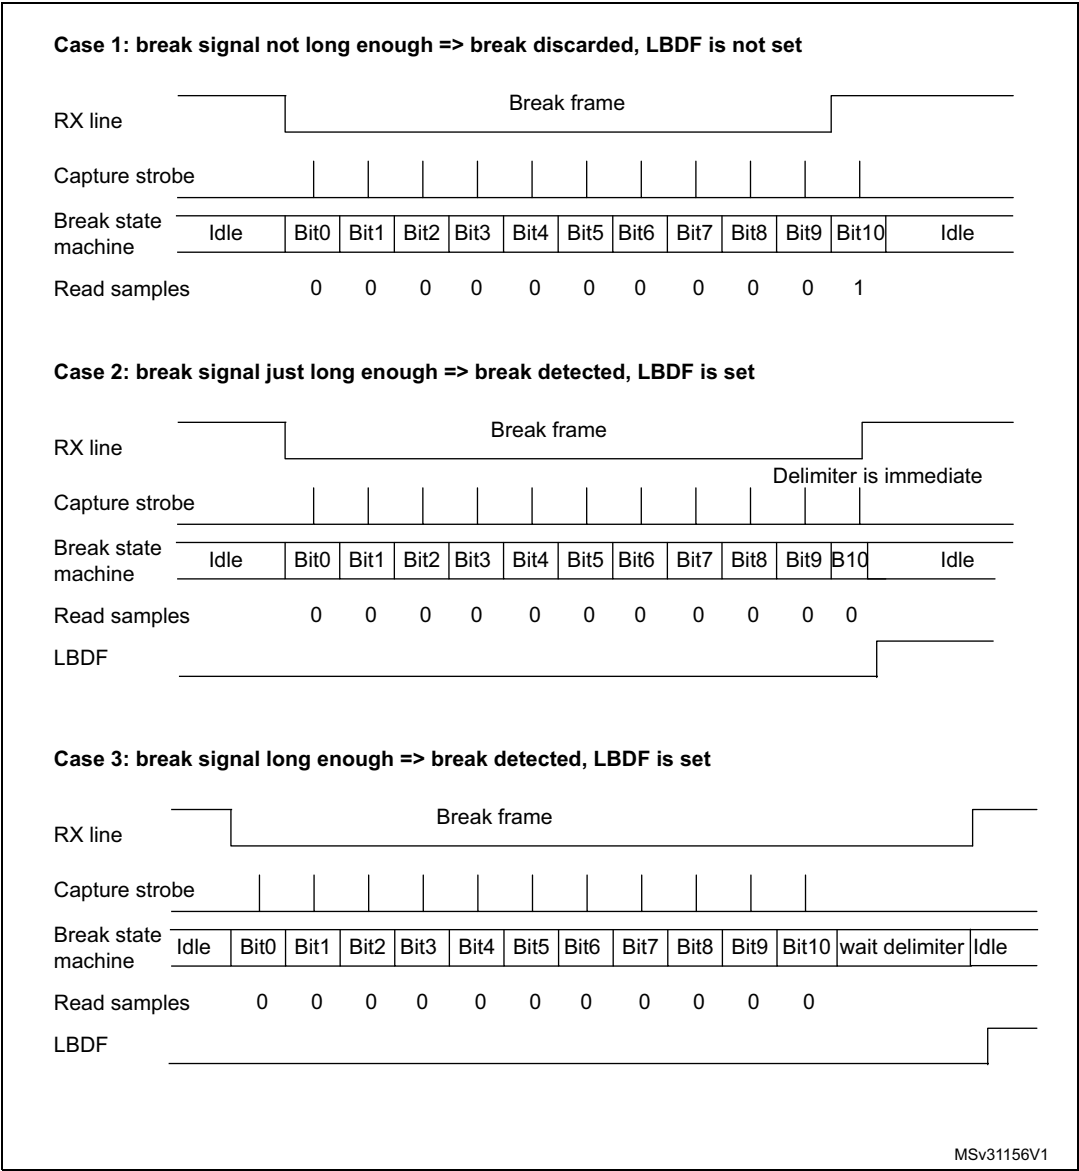 Case 1: break signal not long enough => break discarded, LBDF is not set
Break frame
RX line
Capture strobe
Break state machine
Idle Bit0 Bit1 Bit2 Bit3 Bit4 Bit5 Bit6 Bit7 Bit8 Bit9 Bit10 Idle
Read samples 0 0 0 0 0 0 0 0 0 0 1
Case 2: break signal just long enough => break detected, LBDF is set
Break frame
RX line
Delimiter is immediate
Capture strobe
Break state machine
Idle Bit0 Bit1 Bit2 Bit3 Bit4 Bit5 Bit6 Bit7 Bit8 Bit9 B10 Idle
Read samples 0 0 0 0 0 0 0 0 0 0 0
LBDF
Case 3: break signal long enough => break detected, LBDF is set
Break frame
RX line
Capture strobe
Break state machine
Idle Bit0 Bit1 Bit2 Bit3 Bit4 Bit5 Bit6 Bit7 Bit8 Bit9 Bit10 wait delimiter Idle
Read samples 0 0 0 0 0 0 0 0 0 0 0
LBDF
MSv31156V1